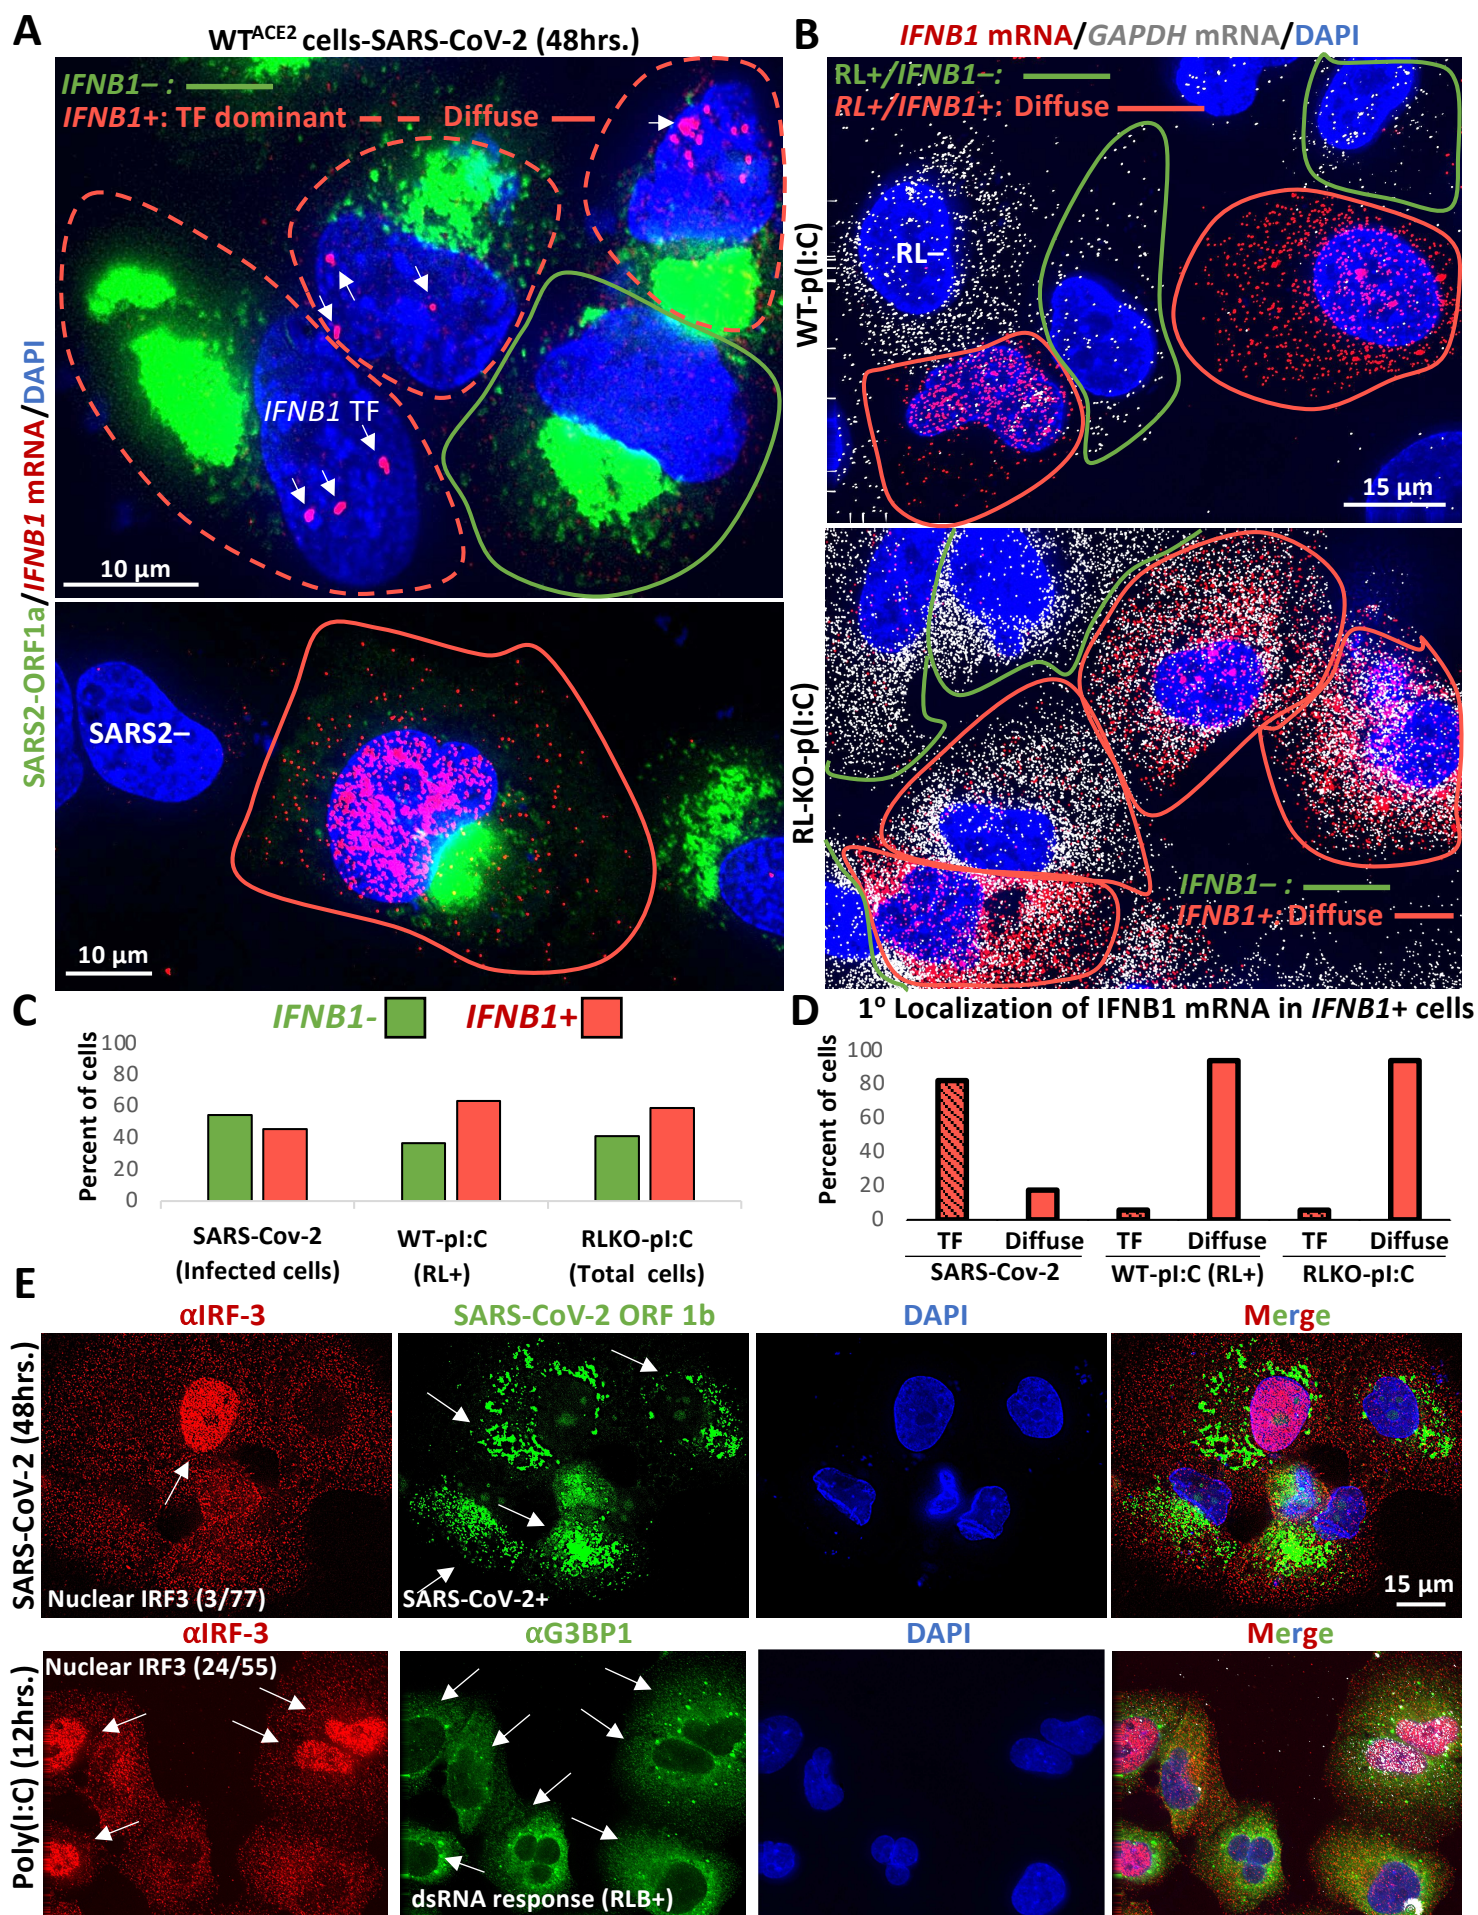 A
WT^ACE2 cells-SARS-CoV-2 (48hrs.)
SARS2-ORF1a/IFNB1 mRNA/DAPI
IFNB1– :
IFNB1+: TF dominant
Diffuse
IFNB1 TF
10 µm
SARS2–
10 µm
B
IFNB1 mRNA/GAPDH mRNA/DAPI
WT-p(I:C)
RL+/IFNB1–:
RL+/IFNB1+: Diffuse
RL–
15 µm
RL-KO-p(I:C)
IFNB1– :
IFNB1+: Diffuse
C
IFNB1-
IFNB1+
Percent of cells
100
80
60
40
20
0
SARS-Cov-2
(Infected cells)
WT-pI:C
(RL+)
RLKO-pI:C
(Total cells)
D
1° Localization of IFNB1 mRNA in IFNB1+ cells
Percent of cells
100
80
60
40
20
0
TF
Diffuse
TF
Diffuse
TF
Diffuse
SARS-Cov-2
WT-pI:C (RL+)
RLKO-pI:C
E
αIRF-3
SARS-CoV-2 ORF 1b
DAPI
Merge
SARS-CoV-2 (48hrs.)
Nuclear IRF3 (3/77)
SARS-CoV-2+
15 µm
αIRF-3
αG3BP1
DAPI
Merge
Poly(I:C) (12hrs.)
Nuclear IRF3 (24/55)
dsRNA response (RLB+)